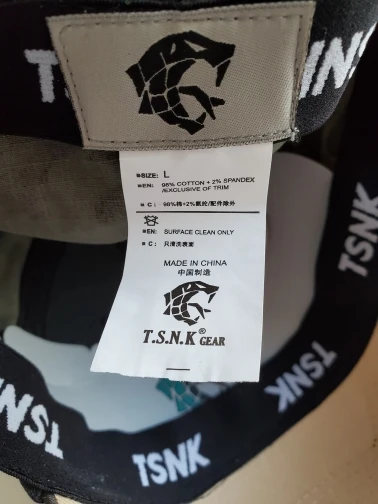 TSNK
TSNK
■SIZE: L
■EN: 98% COTTON + 2% SPANDEX
/EXCLUSIVE OF TRIM
■C: 98%棉+2%氨纶/配件除外
■EN: SURFACE CLEAN ONLY
■C: 只清洗表面
MADE IN CHINA
中国制造
T.S.N.K® GEAR
TSNK
TSNK